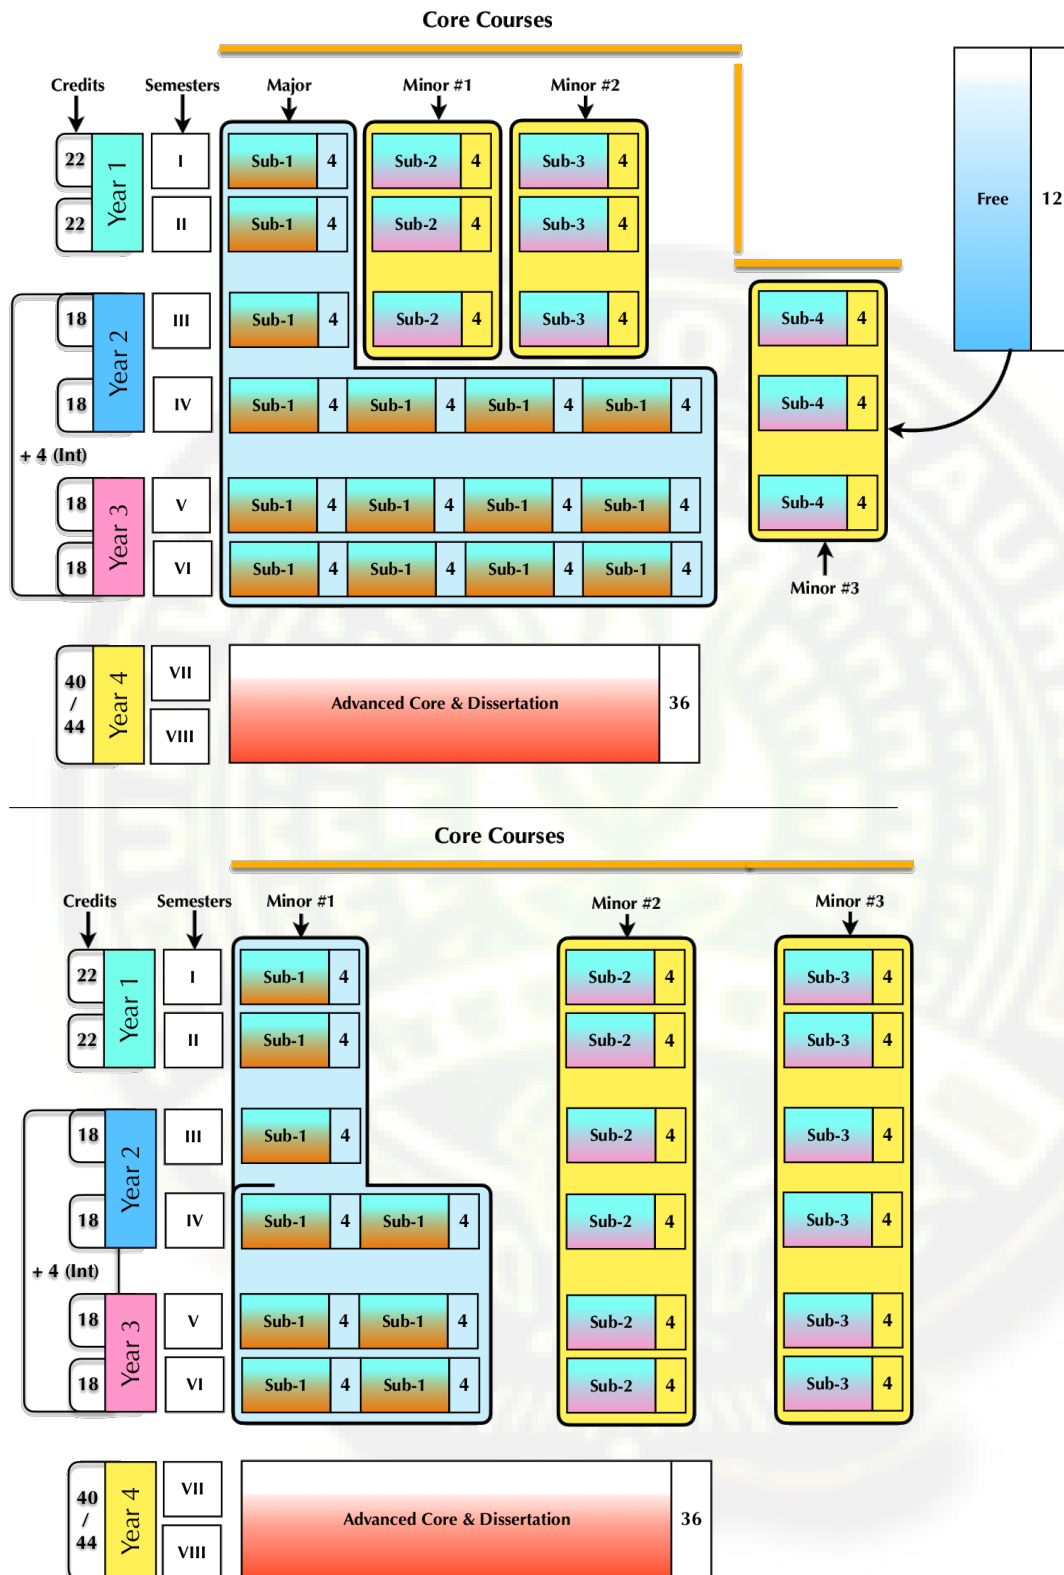 Core Courses
Credits Semesters Major Minor #1 Minor #2
22 Year 1 I Sub-1 4 Sub-2 4 Sub-3 4
22 II Sub-1 4 Sub-2 4 Sub-3 4
Free 12
18 Year 2 III Sub-1 4 Sub-2 4 Sub-3 4 Sub-4 4
18 IV Sub-1 4 Sub-1 4 Sub-1 4 Sub-1 4 Sub-4 4
+ 4 (Int)
18 Year 3 V Sub-1 4 Sub-1 4 Sub-1 4 Sub-1 4 Sub-4 4
18 VI Sub-1 4 Sub-1 4 Sub-1 4 Sub-1 4
Minor #3
40 / 44 Year 4 VII
VIII
Advanced Core & Dissertation 36
Core Courses
Credits Semesters Minor #1 Minor #2 Minor #3
22 Year 1 I Sub-1 4 Sub-2 4 Sub-3 4
22 II Sub-1 4 Sub-2 4 Sub-3 4
18 Year 2 III Sub-1 4 Sub-2 4 Sub-3 4
18 IV Sub-1 4 Sub-1 4 Sub-2 4 Sub-3 4
+ 4 (Int)
18 Year 3 V Sub-1 4 Sub-1 4 Sub-2 4 Sub-3 4
18 VI Sub-1 4 Sub-1 4 Sub-2 4 Sub-3 4
40 / 44 Year 4 VII
VIII
Advanced Core & Dissertation 36